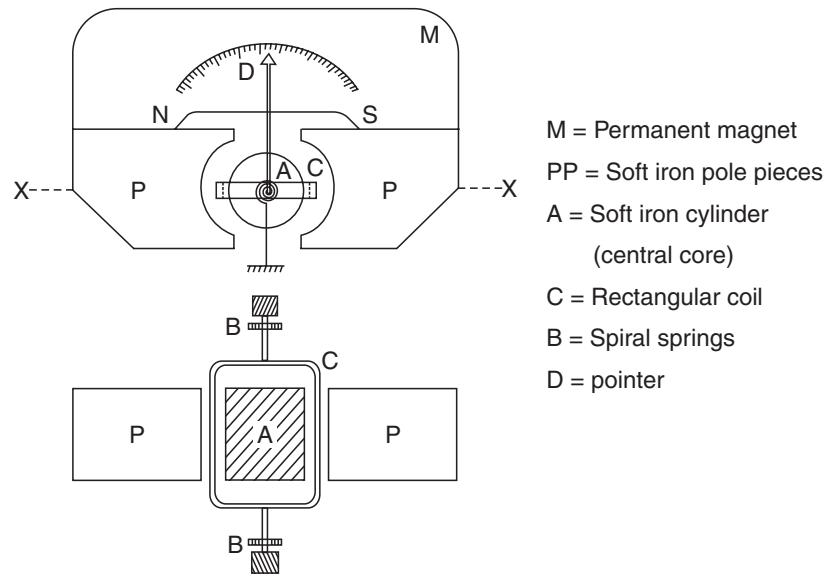 M
D
N
S
A
C
X
P
P
X
B
C
P
A
P
B
M = Permanent magnet
PP = Soft iron pole pieces
A = Soft iron cylinder
(central core)
C = Rectangular coil
B = Spiral springs
D = pointer